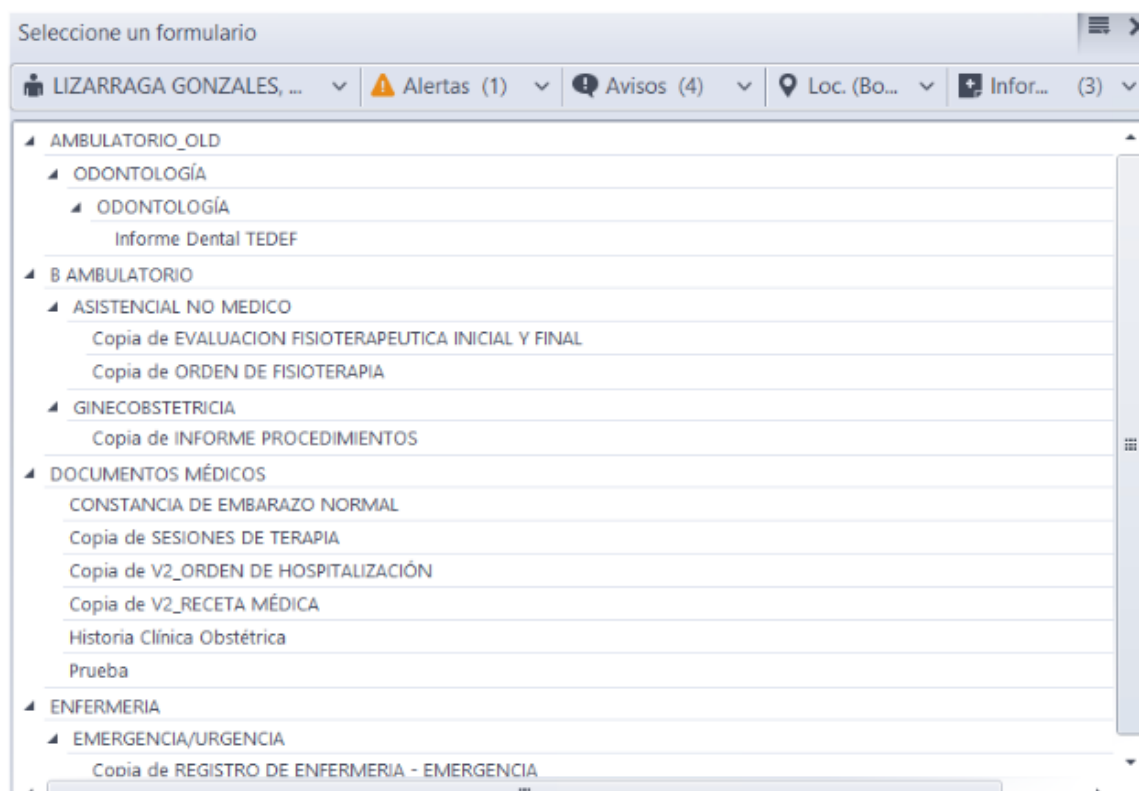 Seleccione un formulario
LIZARRAGA GONZALES, ... Alertas (1) Avisos (4) Loc. (Bo... Infor... (3)
AMBULATORIO_OLD
ODONTOLOGÍA
ODONTOLOGÍA
Informe Dental TEDEF
B AMBULATORIO
ASISTENCIAL NO MEDICO
Copia de EVALUACION FISIOTERAPEUTICA INICIAL Y FINAL
Copia de ORDEN DE FISIOTERAPIA
GINECOBSTETRICIA
Copia de INFORME PROCEDIMIENTOS
DOCUMENTOS MÉDICOS
CONSTANCIA DE EMBARAZO NORMAL
Copia de SESIONES DE TERAPIA
Copia de V2_ORDEN DE HOSPITALIZACIÓN
Copia de V2_RECETA MÉDICA
Historia Clínica Obstétrica
Prueba
ENFERMERIA
EMERGENCIA/URGENCIA
Copia de REGISTRO DE ENFERMERIA - EMERGENCIA